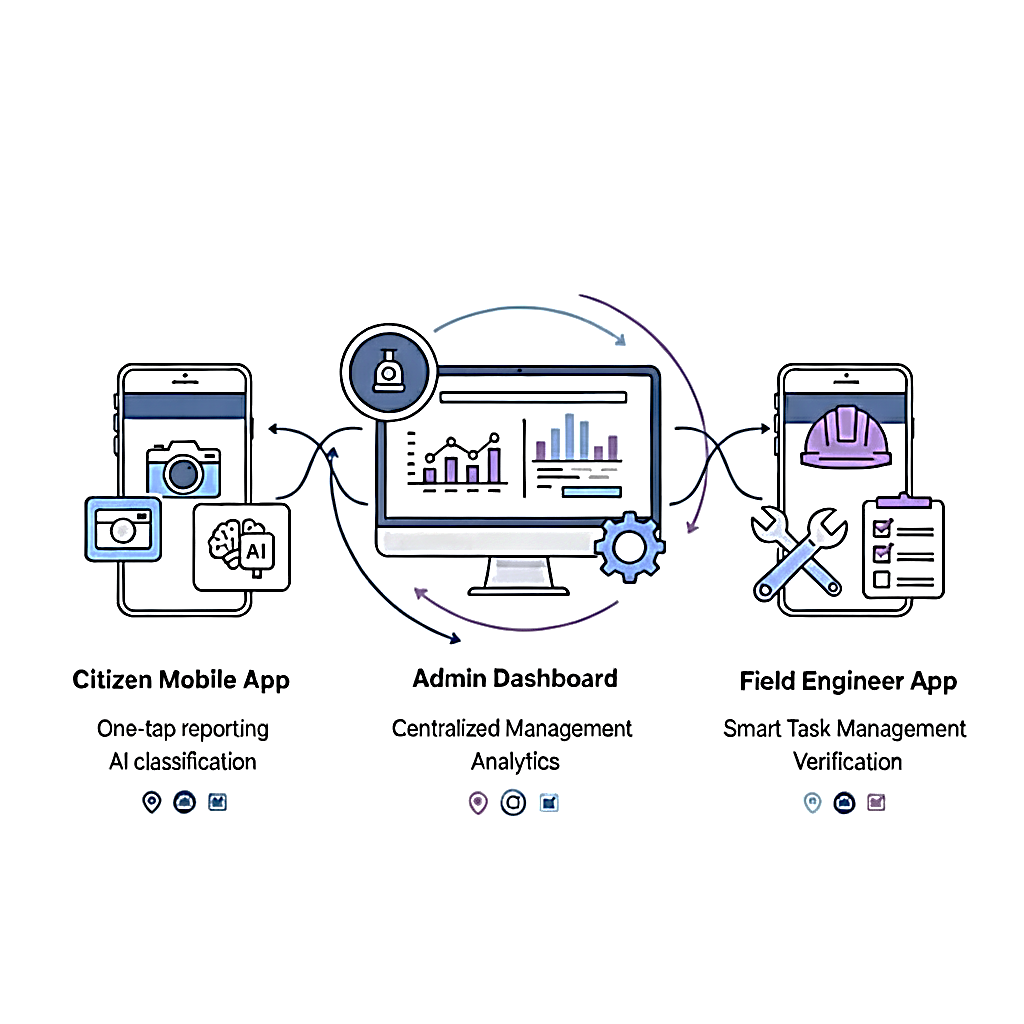 AI
Citizen Mobile App
One-tap reporting
AI classification
Admin Dashboard
Centralized Management
Analytics
Field Engineer App
Smart Task Management
Verification